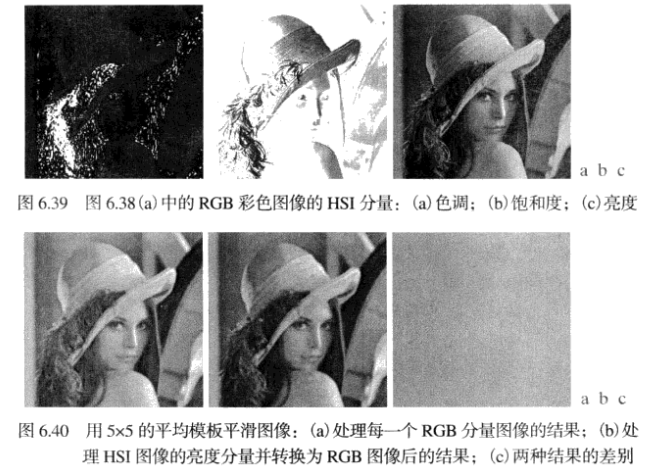 a b c
图 6.39 图 6.38(a)中的 RGB 彩色图像的 HSI 分量：(a)色调；(b)饱和度；(c)亮度
a b c
图 6.40 用 5×5 的平均模板平滑图像：(a)处理每一个 RGB 分量图像的结果；(b)处
理 HSI 图像的亮度分量并转换为 RGB 图像后的结果；(c)两种结果的差别